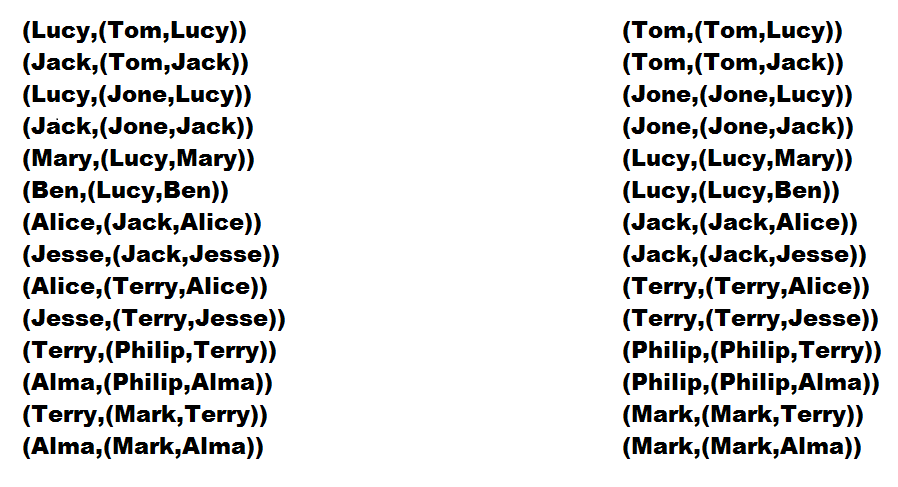 (Lucy,(Tom,Lucy)) (Tom,(Tom,Lucy))
(Jack,(Tom,Jack)) (Tom,(Tom,Jack))
(Lucy,(Jone,Lucy)) (Jone,(Jone,Lucy))
(Jack,(Jone,Jack)) (Jone,(Jone,Jack))
(Mary,(Lucy,Mary)) (Lucy,(Lucy,Mary))
(Ben,(Lucy,Ben)) (Lucy,(Lucy,Ben))
(Alice,(Jack,Alice)) (Jack,(Jack,Alice))
(Jesse,(Jack,Jesse)) (Jack,(Jack,Jesse))
(Alice,(Terry,Alice)) (Terry,(Terry,Alice))
(Jesse,(Terry,Jesse)) (Terry,(Terry,Jesse))
(Terry,(Philip,Terry)) (Philip,(Philip,Terry))
(Alma,(Philip,Alma)) (Philip,(Philip,Alma))
(Terry,(Mark,Terry)) (Mark,(Mark,Terry))
(Alma,(Mark,Alma)) (Mark,(Mark,Alma))